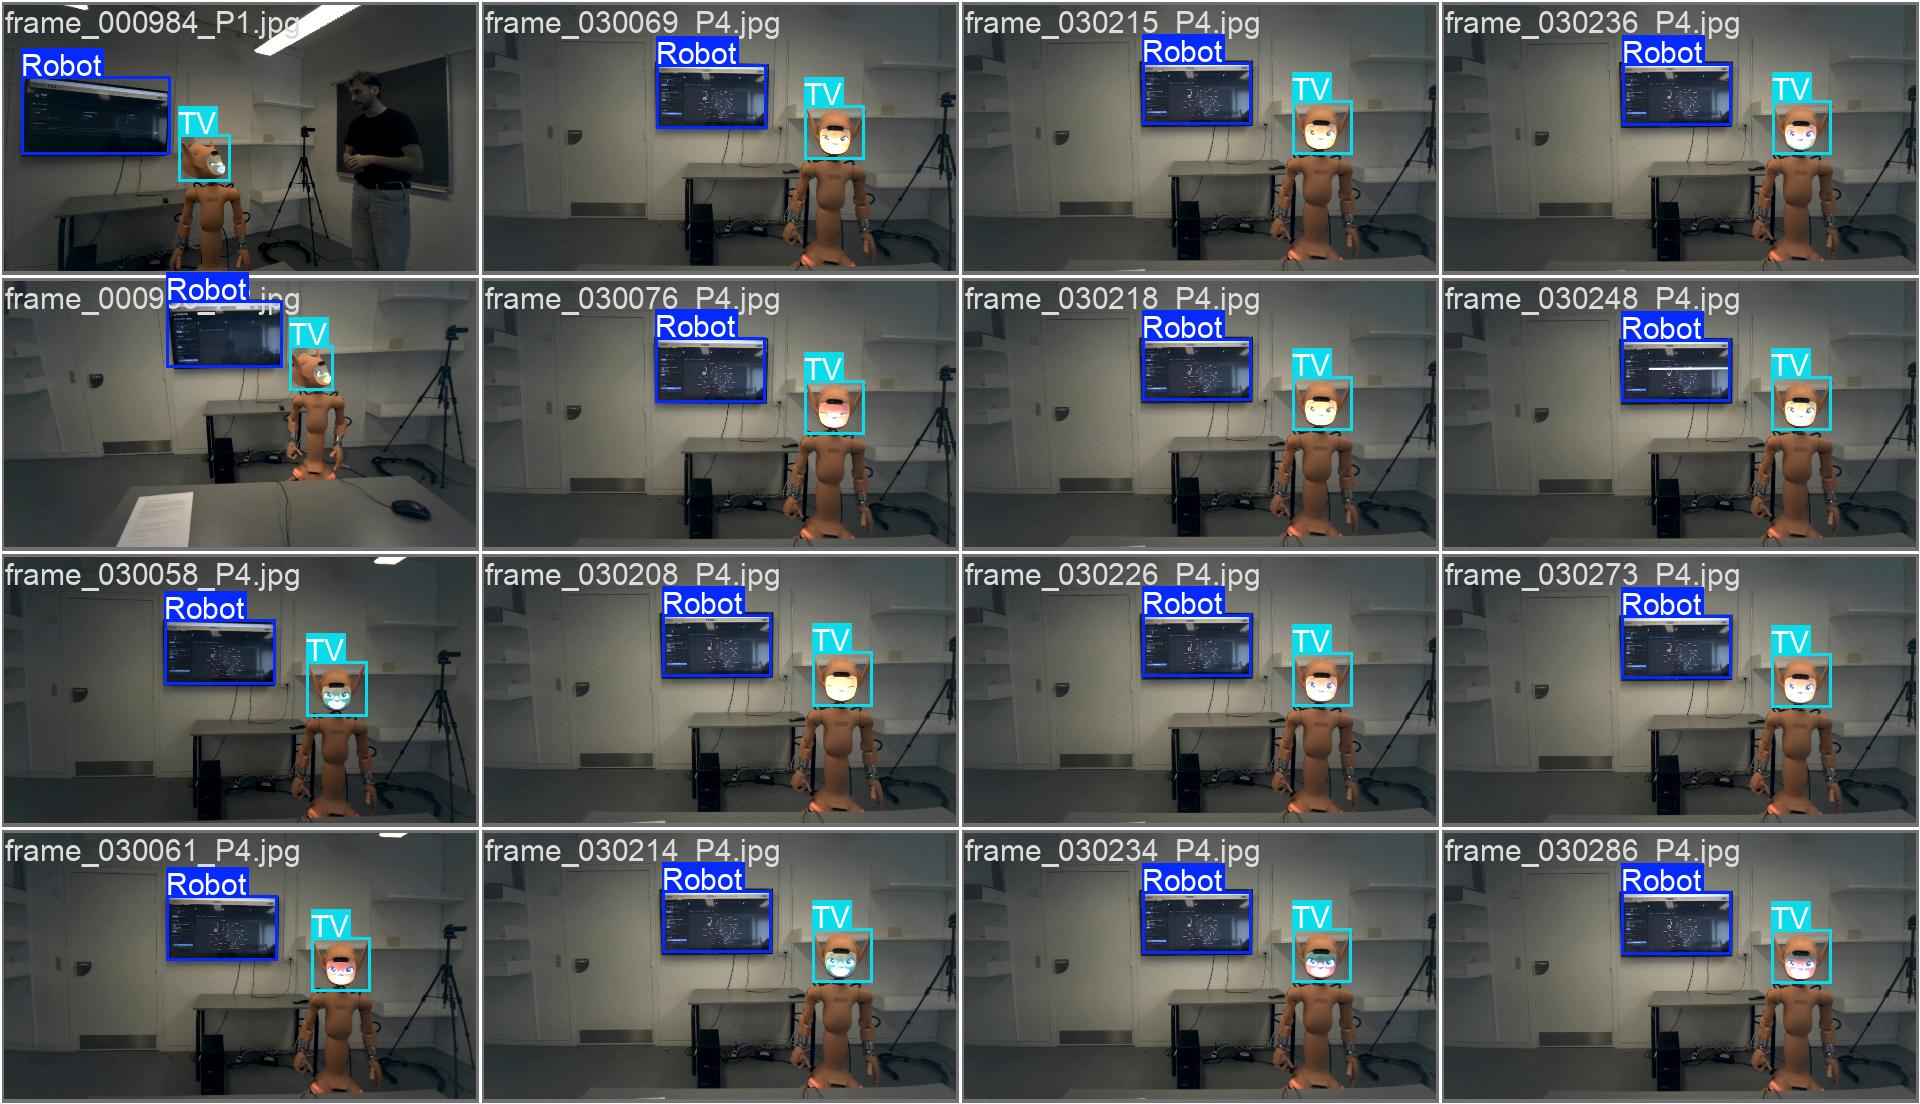 frame_000984_P1.jpg
Robot
TV
frame_030069_P4.jpg
Robot
TV
frame_030215_P4.jpg
Robot
TV
frame_030236_P4.jpg
Robot
TV
Robot
TV
frame_030076_P4.jpg
Robot
TV
frame_030218_P4.jpg
Robot
TV
frame_030248_P4.jpg
Robot
TV
frame_030058_P4.jpg
Robot
TV
frame_030208_P4.jpg
Robot
TV
frame_030226_P4.jpg
Robot
TV
frame_030273_P4.jpg
Robot
TV
frame_030061_P4.jpg
Robot
TV
frame_030214_P4.jpg
Robot
TV
frame_030234_P4.jpg
Robot
TV
frame_030286_P4.jpg
Robot
TV